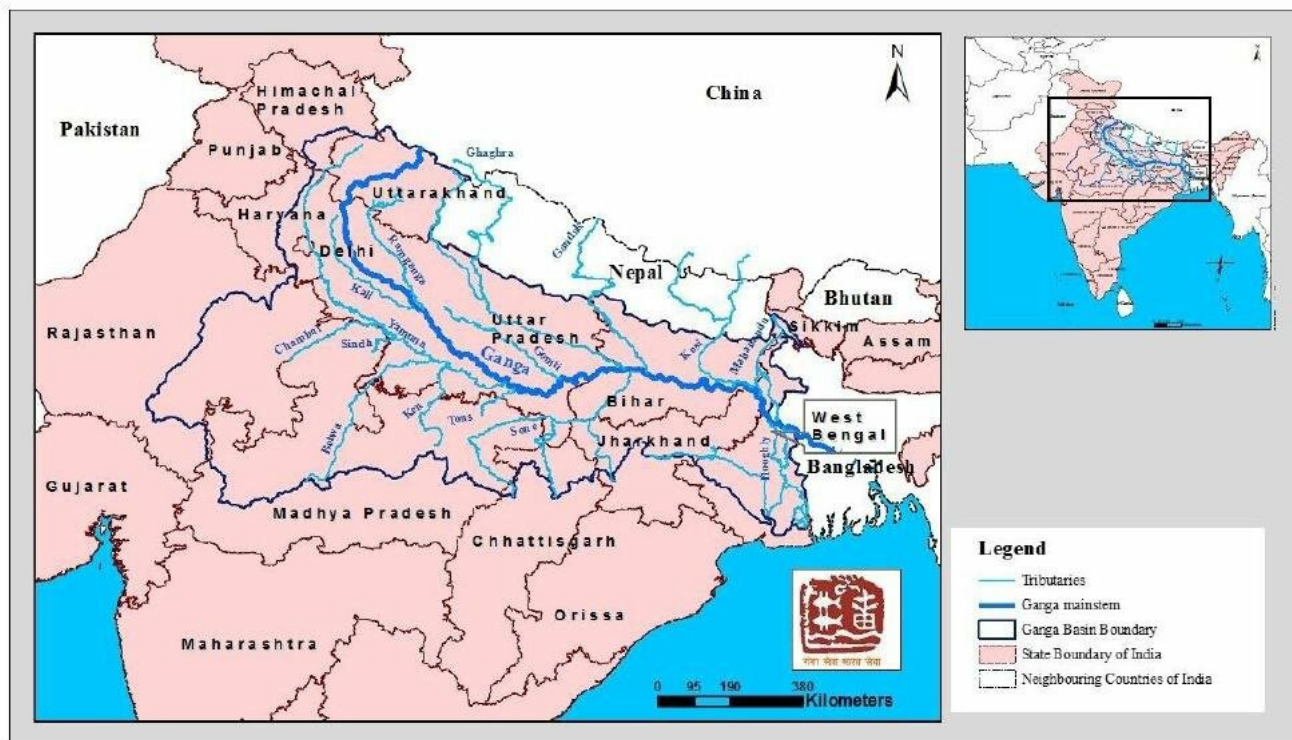 N
China
Himachal
Pradesh
Pakistan
Punjab
Ghaghra
Uttarakhand
Haryana
Delhi
Ramganga
Gandak
Nepal
Kali
Bhutan
Rajasthan
Uttar
Pradesh
Sikkim
Assam
Chambal
Sindh
Yamuna
Ganga
Gomti
Kosi
Mahananda
Bihar
West
Bengal
Ken
Tons
Sone
Betwa
Jharkhand
Hooghly
Bangladesh
Gujarat
Madhya Pradesh
Chhattisgarh
Orissa
Maharashtra
गंगा सेवा भारत सेवा
0 95 190 380
Kilometers
Legend
Tributaries
Ganga mainstem
Ganga Basin Boundary
State Boundary of India
Neighbouring Countries of India